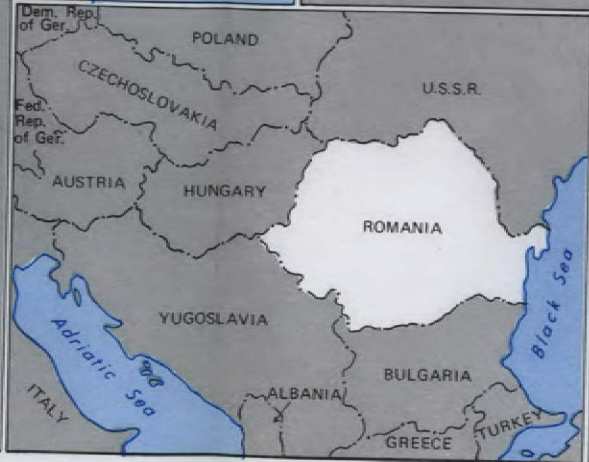 Dem. Rep.
of Ger.
POLAND
CZECHOSLOVAKIA
U.S.S.R.
Fed.
Rep.
of Ger.
AUSTRIA
HUNGARY
ROMANIA
YUGOSLAVIA
Adriatic Sea
Black Sea
ITALY
ALBANIA
BULGARIA
GREECE
TURKEY